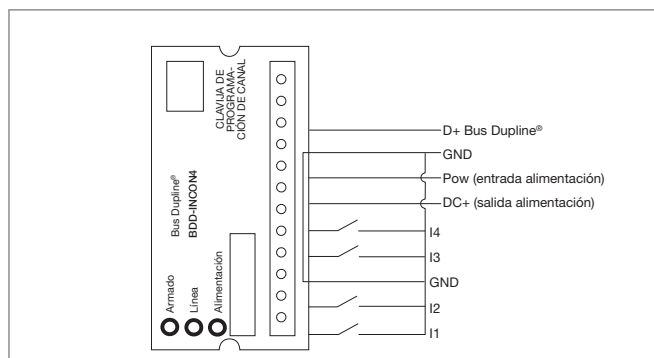 CLAVIJA DE
PROGRAMA-
CIÓN DE CANAL
Bus Dupline®
BDD-INCON4
Armado
Línea
Alimentación
D+ Bus Dupline®
GND
Pow (entrada alimentación)
DC+ (salida alimentación)
I4
I3
GND
I2
I1